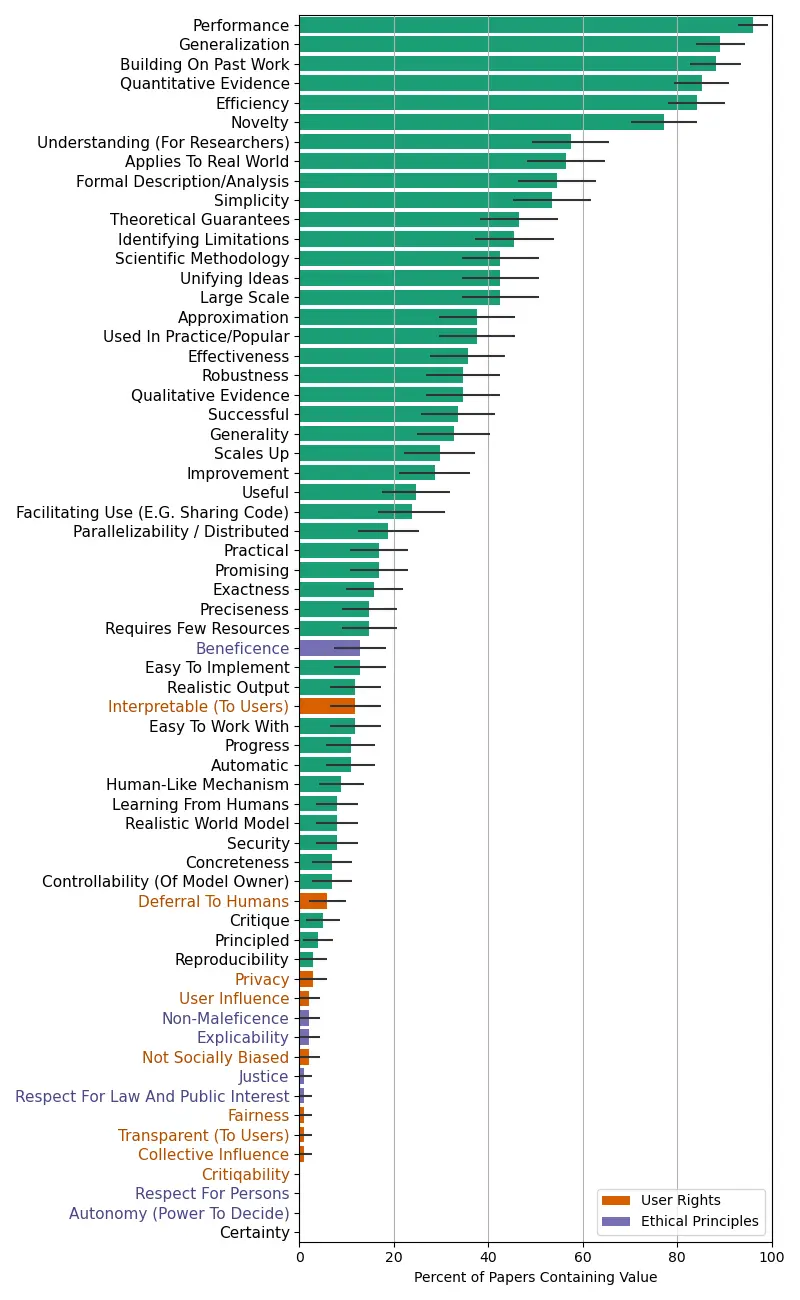 Performance
Generalization
Building On Past Work
Quantitative Evidence
Efficiency
Novelty
Understanding (For Researchers)
Applies To Real World
Formal Description/Analysis
Simplicity
Theoretical Guarantees
Identifying Limitations
Scientific Methodology
Unifying Ideas
Large Scale
Approximation
Used In Practice/Popular
Effectiveness
Robustness
Qualitative Evidence
Successful
Generality
Scales Up
Improvement
Useful
Facilitating Use (E.G. Sharing Code)
Parallelizability / Distributed
Practical
Promising
Exactness
Preciseness
Requires Few Resources
Beneficence
Easy To Implement
Realistic Output
Interpretable (To Users)
Easy To Work With
Progress
Automatic
Human-Like Mechanism
Learning From Humans
Realistic World Model
Security
Concreteness
Controllability (Of Model Owner)
Deferral To Humans
Critique
Principled
Reproducibility
Privacy
User Influence
Non-Maleficence
Explicability
Not Socially Biased
Justice
Respect For Law And Public Interest
Fairness
Transparent (To Users)
Collective Influence
Critiqability
Respect For Persons
Autonomy (Power To Decide)
Certainty
User Rights
Ethical Principles
0 20 40 60 80 100
Percent of Papers Containing Value